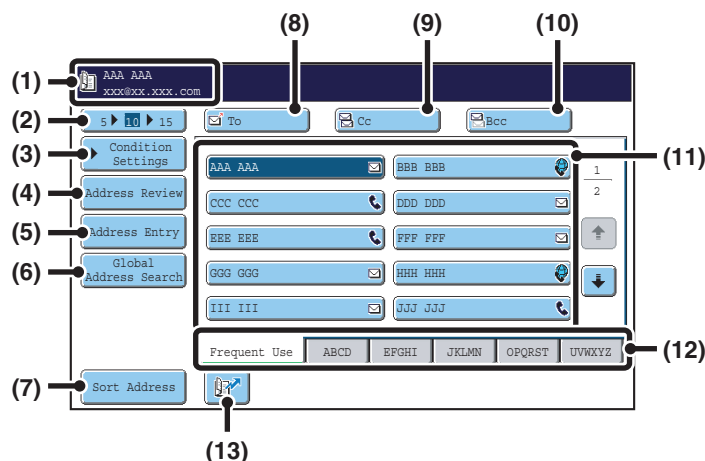 (8) (9) (10)
(1) AAA AAA
xxx@xx.xxx.com
(2) 5 10 15 To Cc Bcc
(3) Condition
Settings
(11)
AAA AAA BBB BBB 1
(4) Address Review CCC CCC DDD DDD 2
(5) Address Entry EEE EEE FFF FFF
(6) Global
Address Search
GGG GGG HHH HHH
III III JJJ JJJ
Frequent Use ABCD EFGHI JKLMN OPQRST UVWXYZ (12)
(7) Sort Address
(13)